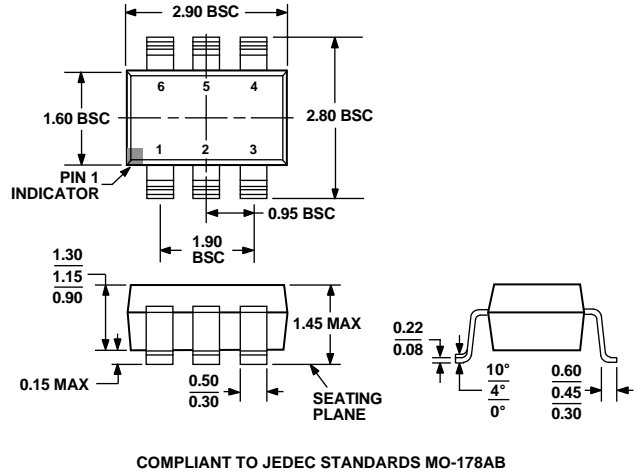 2.90 BSC
6 5 4
1.60 BSC
2.80 BSC
1 2 3
PIN 1
INDICATOR
0.95 BSC
1.90
BSC
1.30
1.15
0.90
1.45 MAX
0.15 MAX
0.50
0.30
SEATING
PLANE
0.22
0.08
10°
4°
0°
0.60
0.45
0.30
COMPLIANT TO JEDEC STANDARDS MO-178AB